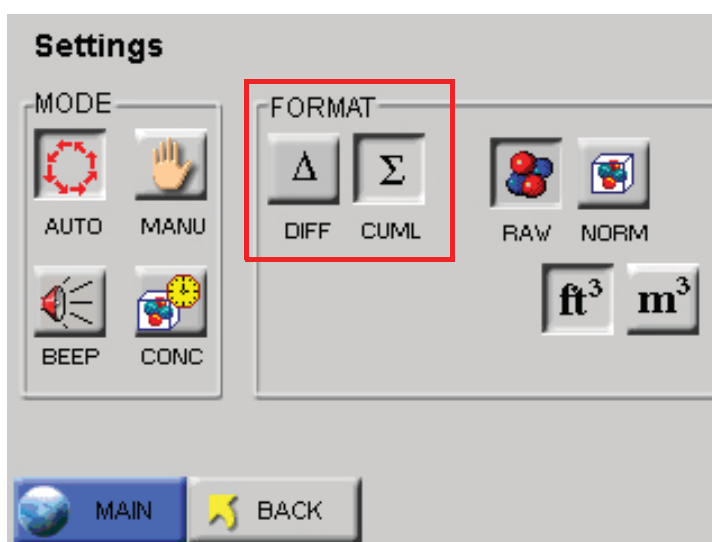 Settings
MODE
AUTO MANU
BEEP CONC
FORMAT
Δ Σ
DIFF CUML
RAW NORM
ft³ m³
MAIN BACK